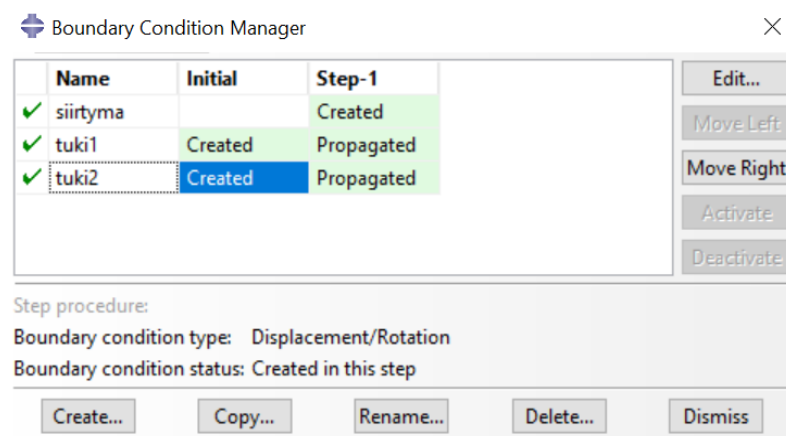 Boundary Condition Manager
Name Initial Step-1
siirtyma Created
tuki1 Created Propagated
tuki2 Created Propagated
Edit...
Move Left
Move Right
Activate
Deactivate
Step procedure:
Boundary condition type: Displacement/Rotation
Boundary condition status: Created in this step
Create... Copy... Rename... Delete... Dismiss